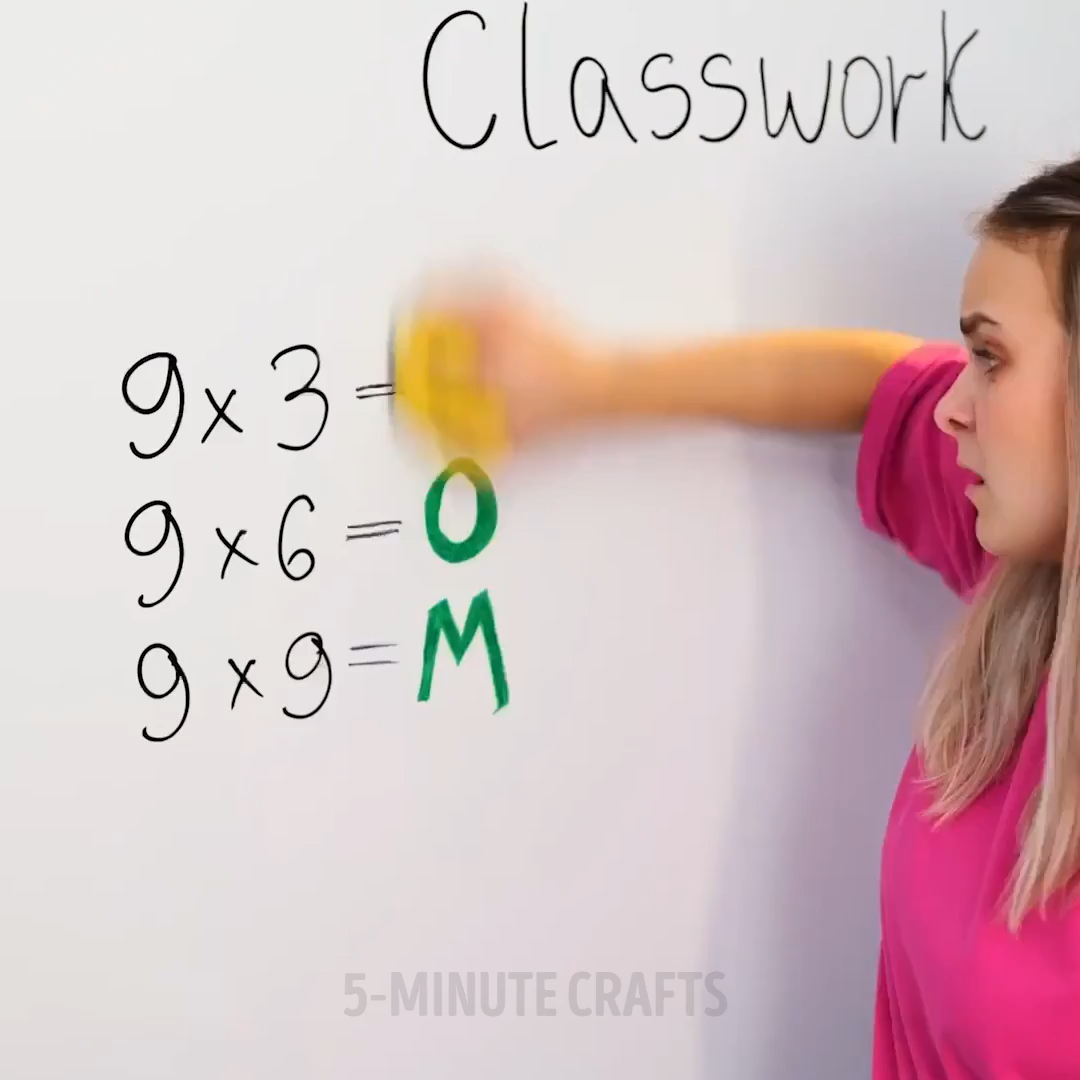 Classwork
9 x 3 =
9 x 6 = O
9 x 9 = M
5-MINUTE CRAFTS